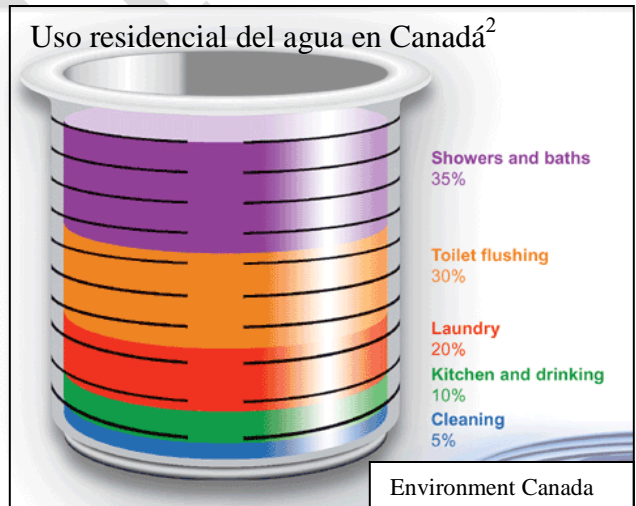 Uso residencial del agua en Canadá²
Showers and baths
35%
Toilet flushing
30%
Laundry
20%
Kitchen and drinking
10%
Cleaning
5%
Environment Canada